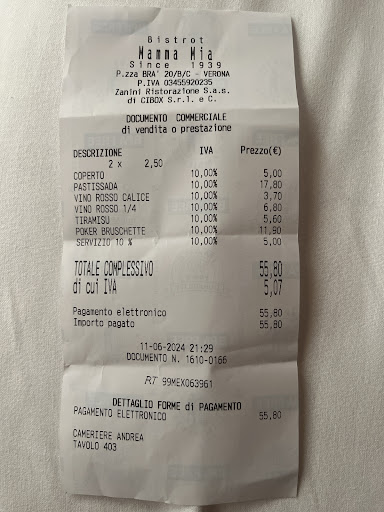 Bistrot
Mamma Mia
Since 1939
P.zza BRA' 20/B/C - VERONA
P.IVA 03455920235
Zanini Ristorazione S.a.s.
di CIBOX S.r.l. e C.
DOCUMENTO COMMERCIALE
di vendita o prestazione
DESCRIZIONE IVA Prezzo(€)
2 x 2,50
COPERTO 10,00% 5,00
PASTISSADA 10,00% 17,80
VINO ROSSO CALICE 10,00% 3,70
VINO ROSSO 1/4 10,00% 6,80
TIRAMISU 10,00% 5,60
POKER BRUSCHETTE 10,00% 11,90
SERVIZIO 10 % 10,00% 5,00
TOTALE COMPLESSIVO 55,80
di cui IVA 5,07
Pagamento elettronico 55,80
Importo pagato 55,80
11-06-2024 21:29
DOCUMENTO N. 1610-0166
RT 99MEX063961
DETTAGLIO FORME di PAGAMENTO
PAGAMENTO ELETTRONICO 55,80
CAMERIERE ANDREA
TAVOLO 403